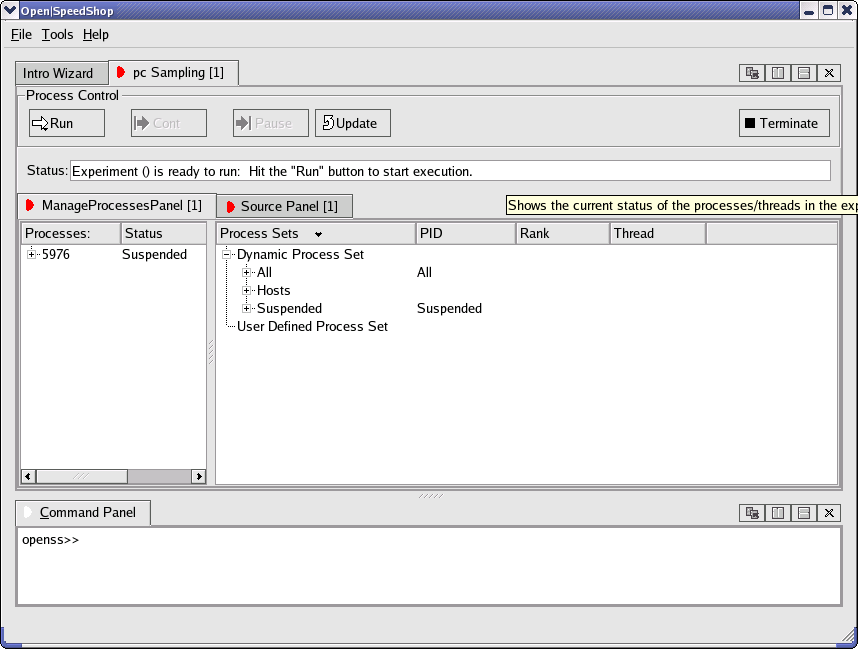 Open|SpeedShop
File Tools Help
Intro Wizard pc Sampling [1]
Process Control
Run Cont Pause Update Terminate
Status: Experiment () is ready to run: Hit the "Run" button to start execution.
ManageProcessesPanel [1] Source Panel [1] Shows the current status of the processes/threads in the exp
Processes: Status Process Sets PID Rank Thread
5976 Suspended Dynamic Process Set
All All
Hosts
Suspended Suspended
User Defined Process Set
Command Panel
openss>>